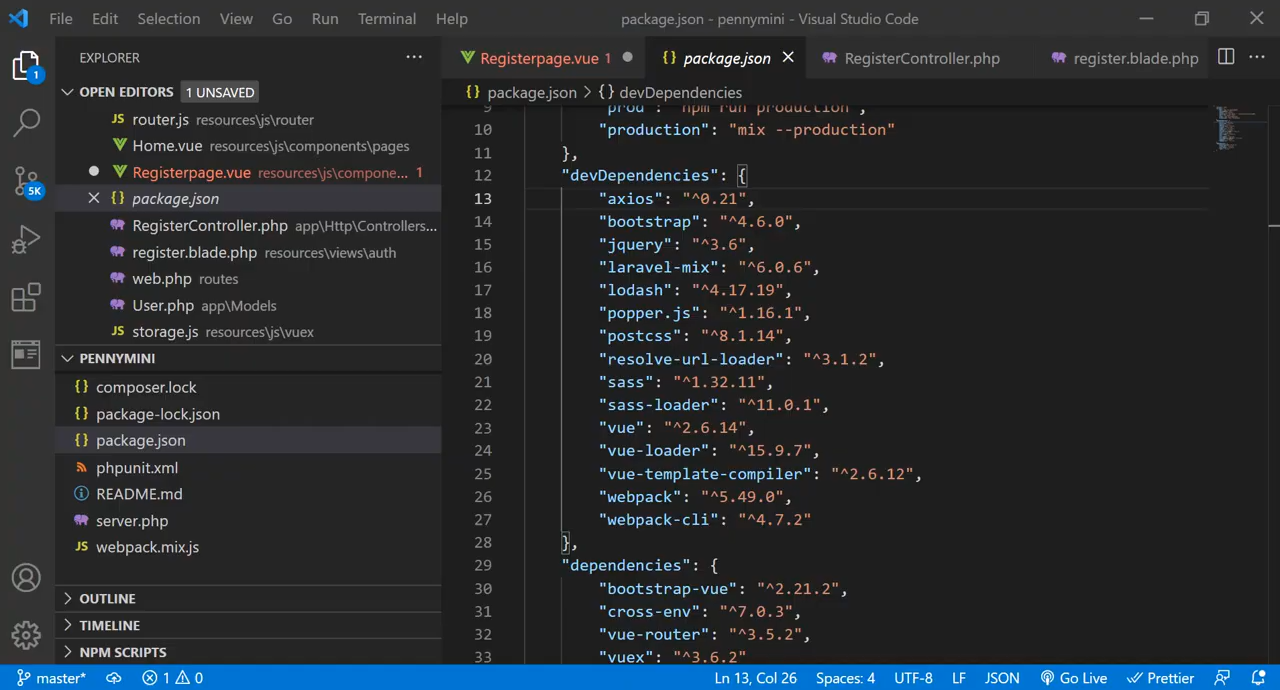 File Edit Selection View Go Run Terminal Help package.json - pennymini - Visual Studio Code
EXPLORER
OPEN EDITORS 1 UNSAVED
JS router.js resources\js\router
Home.vue resources\js\components\pages
Registerpage.vue resources\js\compone... 1
{} package.json
RegisterController.php app\Http\Controllers...
register.blade.php resources\views\auth
web.php routes
User.php app\Models
JS storage.js resources\js\vuex
PENNYMINI
{} composer.lock
{} package-lock.json
{} package.json
phpunit.xml
README.md
server.php
JS webpack.mix.js
OUTLINE
TIMELINE
NPM SCRIPTS
1
5K
Registerpage.vue 1 {} package.json RegisterController.php register.blade.php
{} package.json > {} devDependencies
9 "prod": "npm run production",
10 "production": "mix --production"
11 },
12 "devDependencies": {
13 "axios": "^0.21",
14 "bootstrap": "^4.6.0",
15 "jquery": "^3.6",
16 "laravel-mix": "^6.0.6",
17 "lodash": "^4.17.19",
18 "popper.js": "^1.16.1",
19 "postcss": "^8.1.14",
20 "resolve-url-loader": "^3.1.2",
21 "sass": "^1.32.11",
22 "sass-loader": "^11.0.1",
23 "vue": "^2.6.14",
24 "vue-loader": "^15.9.7",
25 "vue-template-compiler": "^2.6.12",
26 "webpack": "^5.49.0",
27 "webpack-cli": "^4.7.2"
28 },
29 "dependencies": {
30 "bootstrap-vue": "^2.21.2",
31 "cross-env": "^7.0.3",
32 "vue-router": "^3.5.2",
33 "vuex": "^3.6.2"
master* 1 0 Ln 13, Col 26 Spaces: 4 UTF-8 LF JSON Go Live Prettier